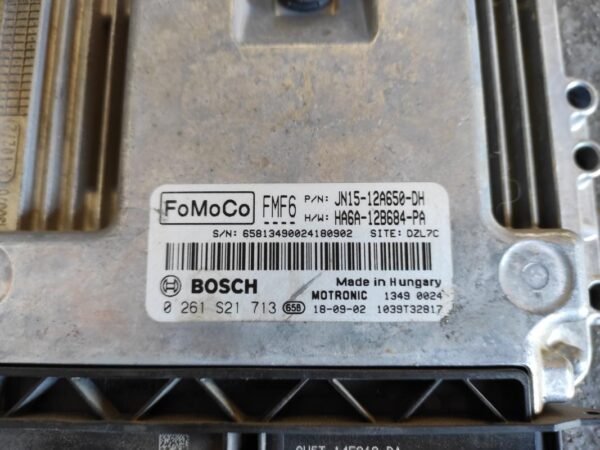 FoMoCo FMF6 P/N: JN15-12A650-DH
H/W: HA6A-12B684-PA
S/N: 65813490024180902 SITE: DZL7C
BOSCH Made in Hungary
MOTRONIC 1349 0024
0 261 S21 713 658 18-09-02 1039T32817